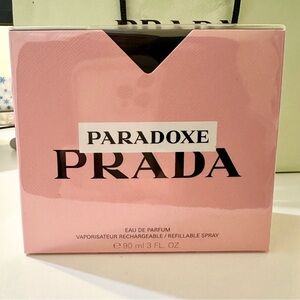 PARADOXE
PRADA
EAU DE PARFUM
VAPORISATEUR RECHARGEABLE / REFILLABLE SPRAY
℮ 90 ml 3 FL. OZ.